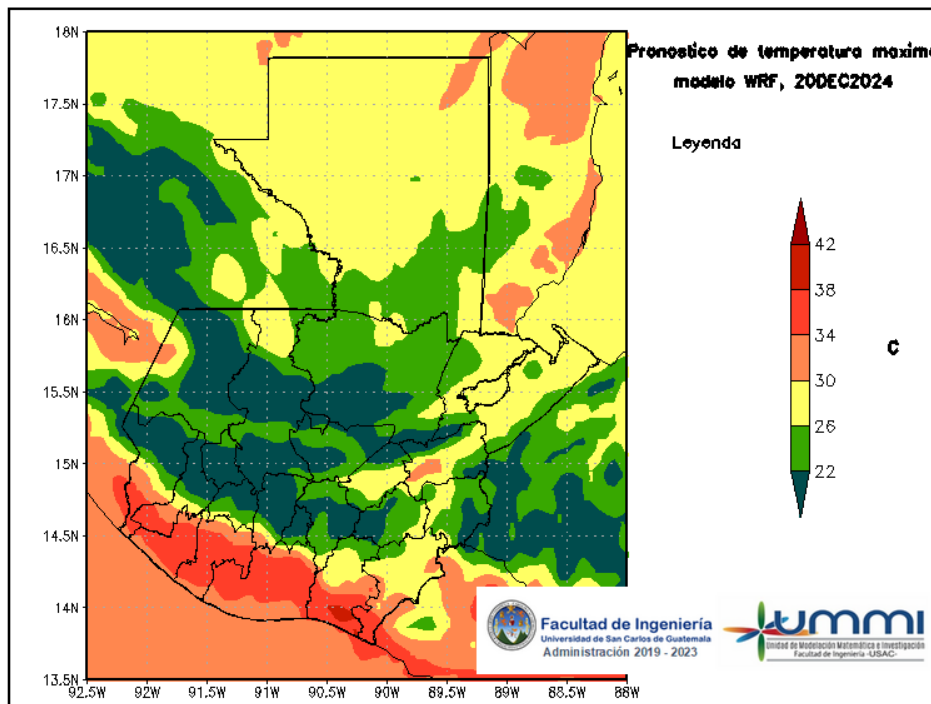 Pronostico de temperatura maxima
modelo WRF, 20DEC2024
Leyenda
42
38
34
30
26
22
C
18N
17.5N
17N
16.5N
16N
15.5N
15N
14.5N
14N
13.5N
92.5W 92W 91.5W 91W 90.5W 90W 89.5W 89W 88.5W 88W
Facultad de Ingeniería
Universidad de San Carlos de Guatemala
Administración 2019 - 2023
UMMI
Unidad de Modelación Matemática e Investigación
Facultad de Ingeniería -USAC-